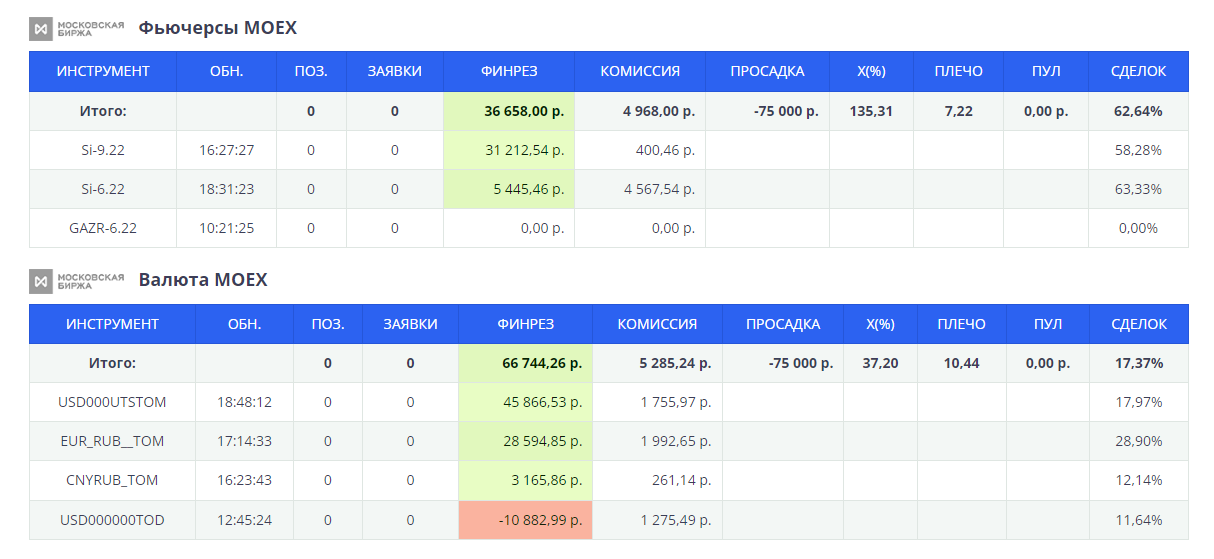 МОСКОВСКАЯ
БИРЖА
Фьючерсы MOEX
ИНСТРУМЕНТ ОБН. ПОЗ. ЗАЯВКИ ФИНРЕЗ КОМИССИЯ ПРОСАДКА Х(%) ПЛЕЧО ПУЛ СДЕЛОК
Итого: 0 0 36 658,00 р. 4 968,00 р. -75 000 р. 135,31 7,22 0,00 р. 62,64%
Si-9.22 16:27:27 0 0 31 212,54 р. 400,46 р. 58,28%
Si-6.22 18:31:23 0 0 5 445,46 р. 4 567,54 р. 63,33%
GAZR-6.22 10:21:25 0 0 0,00 р. 0,00 р. 0,00%
МОСКОВСКАЯ
БИРЖА
Валюта MOEX
ИНСТРУМЕНТ ОБН. ПОЗ. ЗАЯВКИ ФИНРЕЗ КОМИССИЯ ПРОСАДКА Х(%) ПЛЕЧО ПУЛ СДЕЛОК
Итого: 0 0 66 744,26 р. 5 285,24 р. -75 000 р. 37,20 10,44 0,00 р. 17,37%
USD000UTSTOM 18:48:12 0 0 45 866,53 р. 1 755,97 р. 17,97%
EUR_RUB__TOM 17:14:33 0 0 28 594,85 р. 1 992,65 р. 28,90%
CNYRUB_TOM 16:23:43 0 0 3 165,86 р. 261,14 р. 12,14%
USD000000TOD 12:45:24 0 0 -10 882,99 р. 1 275,49 р. 11,64%